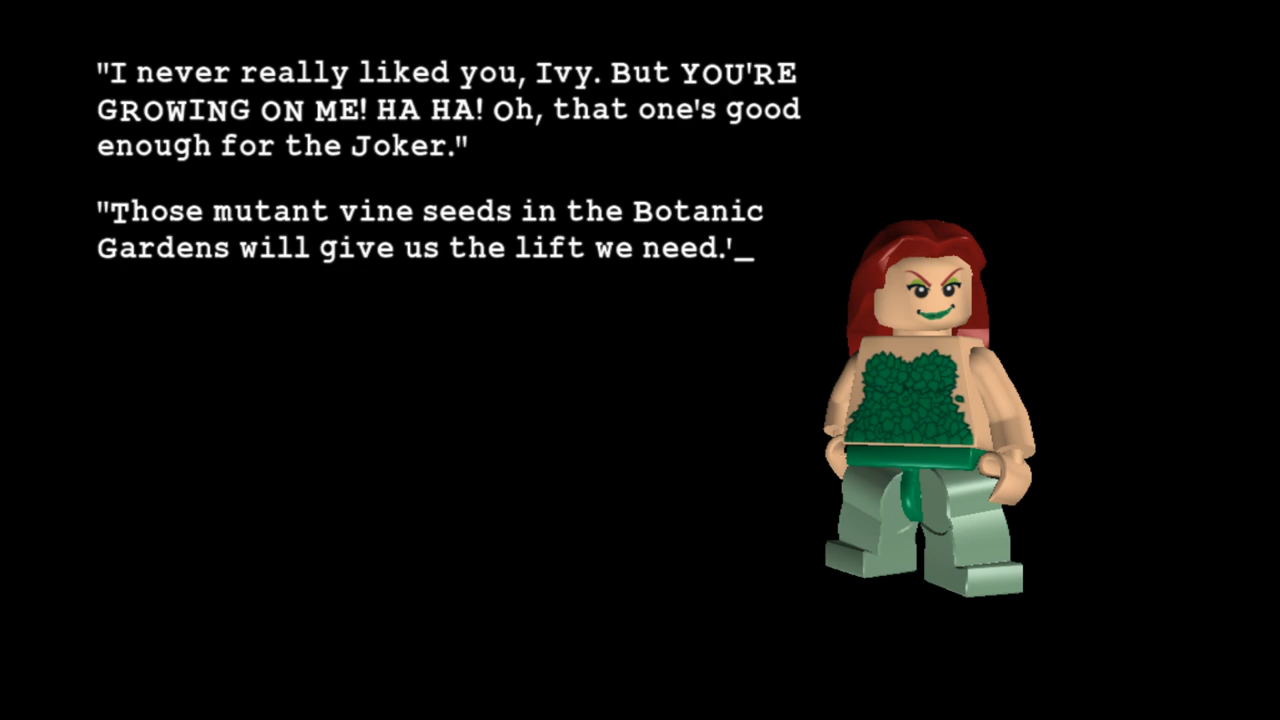 "I never really liked you, Ivy. But YOU'RE
GROWING ON ME! HA HA! Oh, that one's good
enough for the Joker."
"Those mutant vine seeds in the Botanic
Gardens will give us the lift we need.'_